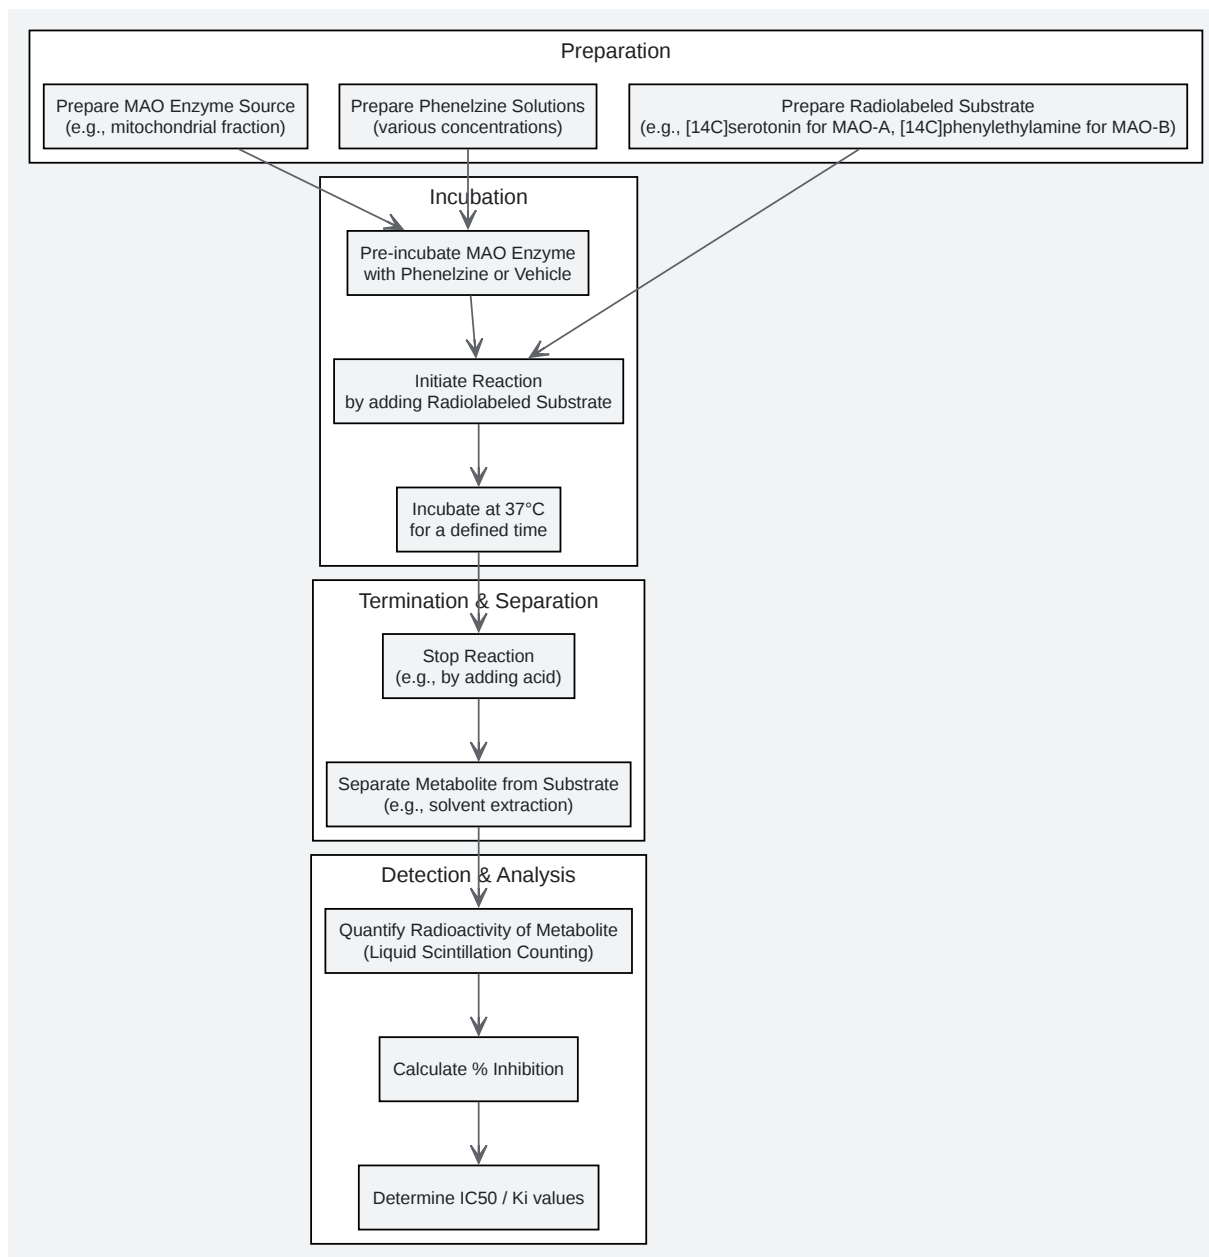 Preparation
Prepare MAO Enzyme Source
(e.g., mitochondrial fraction)
Prepare Phenelzine Solutions
(various concentrations)
Prepare Radiolabeled Substrate
(e.g., [14C]serotonin for MAO-A, [14C]phenylethylamine for MAO-B)
Incubation
Pre-incubate MAO Enzyme
with Phenelzine or Vehicle
Initiate Reaction
by adding Radiolabeled Substrate
Incubate at 37°C
for a defined time
Termination & Separation
Stop Reaction
(e.g., by adding acid)
Separate Metabolite from Substrate
(e.g., solvent extraction)
Detection & Analysis
Quantify Radioactivity of Metabolite
(Liquid Scintillation Counting)
Calculate % Inhibition
Determine IC50 / Ki values